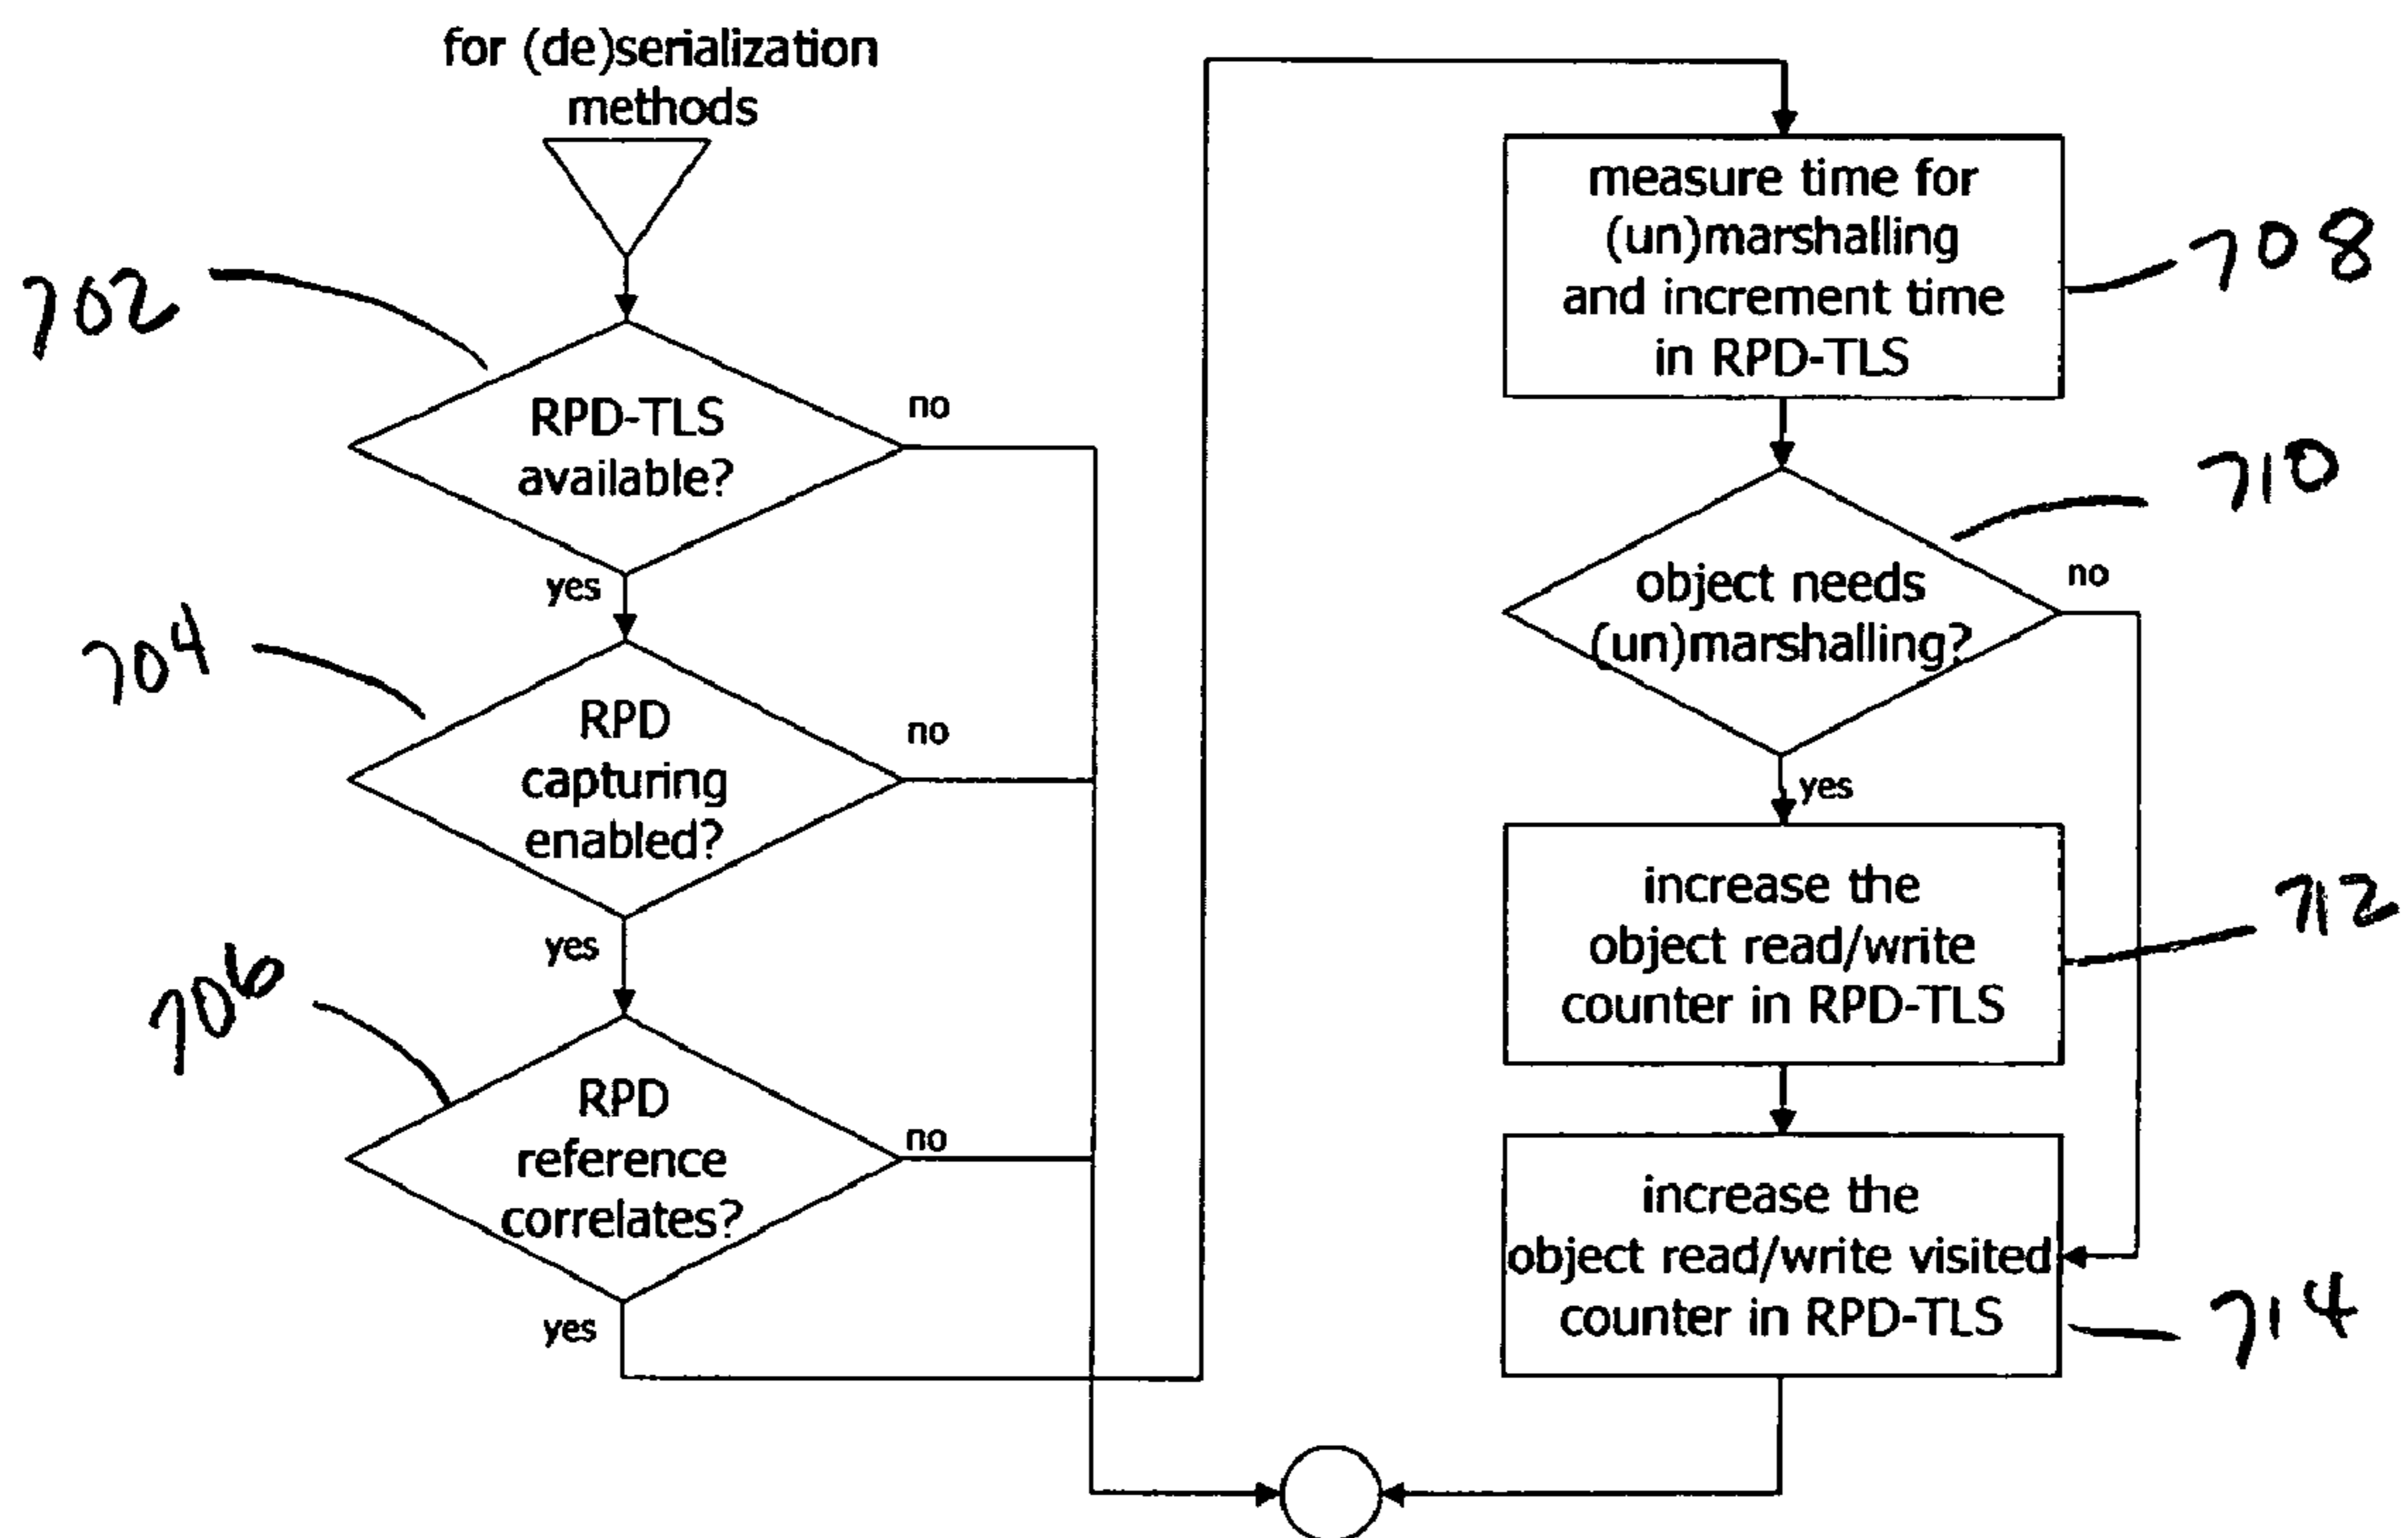 for (de)serialization
methods
702
RPD-TLS
available?
no
yes
704
RPD
capturing
enabled?
no
yes
706
RPD
reference
correlates?
no
yes
measure time for
(un)marshalling
and increment time
in RPD-TLS
708
710
object needs
(un)marshalling?
no
yes
increase the
object read/write
counter in RPD-TLS
712
increase the
object read/write visited
counter in RPD-TLS
714